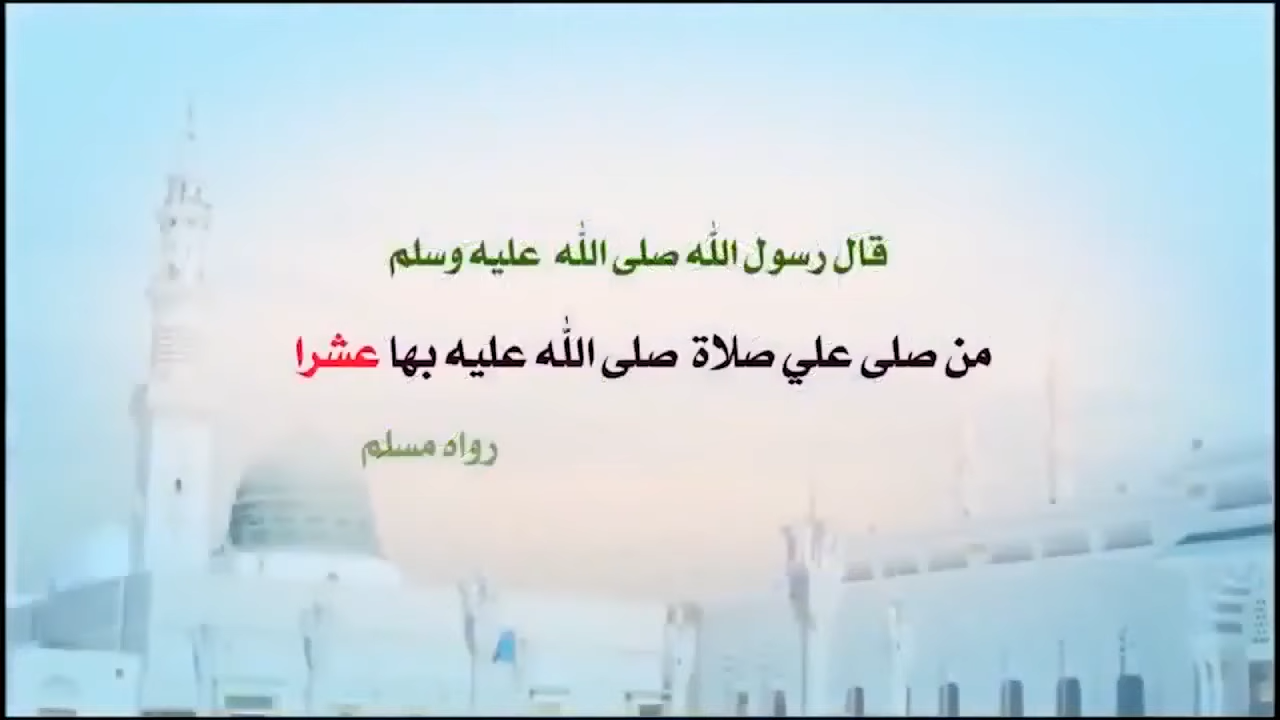 قال رسول الله صلى الله عليه وسلم
من صلى علي صلاة صلى الله عليه بها عشرا
رواه مسلم